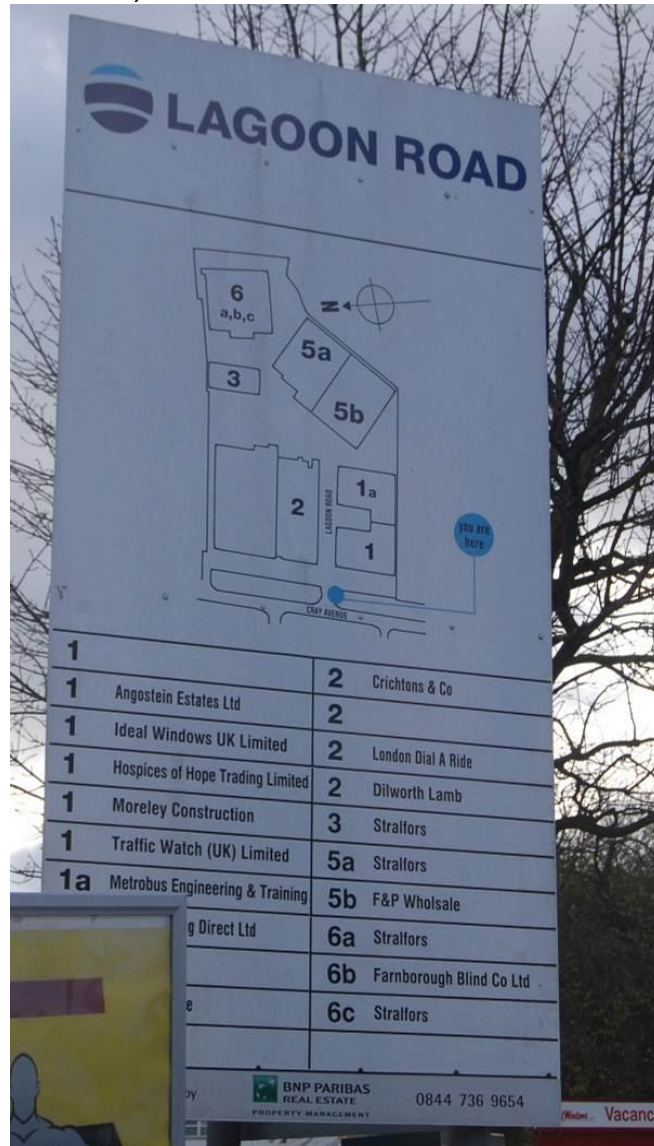 LAGOON ROAD
6
a,b,c
N
5a
3
5b
1a
2
LAGOON ROAD
1
you are
here
CRAY AVENUE
1
1 Angostein Estates Ltd
1 Ideal Windows UK Limited
1 Hospices of Hope Trading Limited
1 Moreley Construction
1 Traffic Watch (UK) Limited
1a Metrobus Engineering & Training
g Direct Ltd
e
2 Crichtons & Co
2
2 London Dial A Ride
2 Dilworth Lamb
3 Stralfors
5a Stralfors
5b F&P Wholsale
6a Stralfors
6b Farnborough Blind Co Ltd
6c Stralfors
by
BNP PARIBAS
REAL ESTATE
PROPERTY MANAGEMENT
0844 736 9654
Vacanc